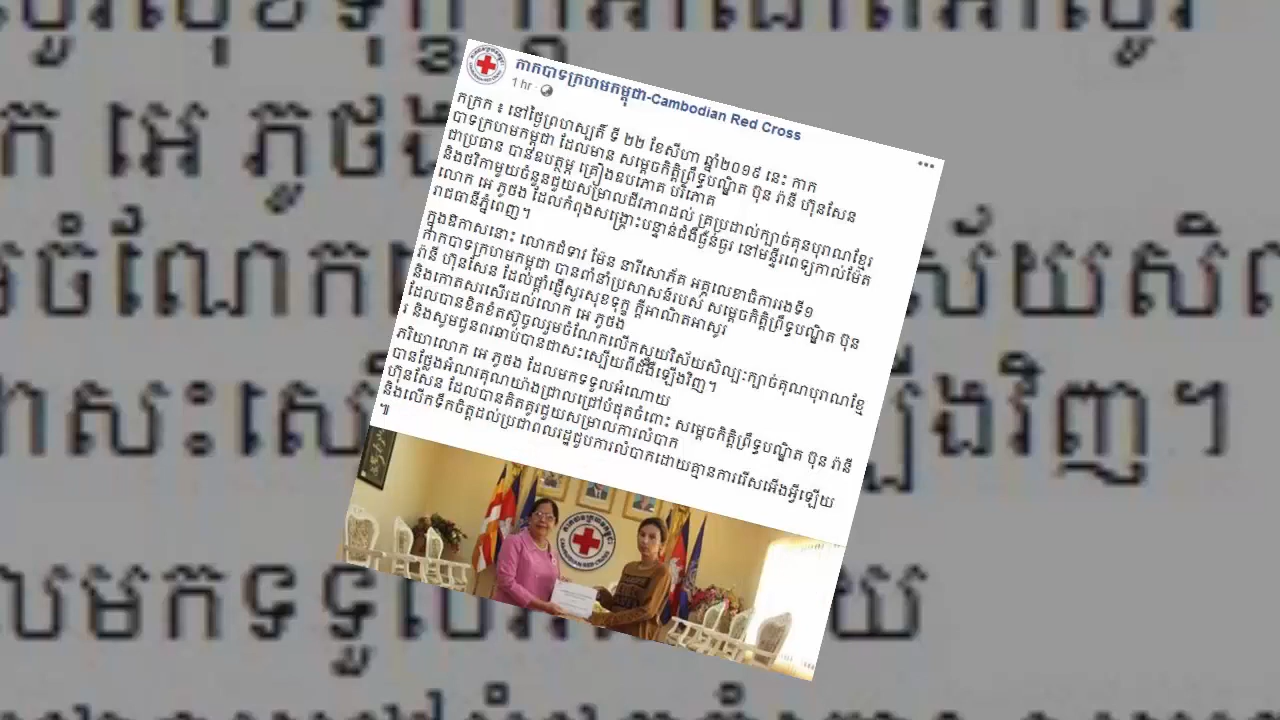 កាកបាទក្រហមកម្ពុជា-Cambodian Red Cross
1 hr
កក្រក ៖ នៅថ្ងៃព្រហស្បតិ៍ ទី ២២ ខែសីហា ឆ្នាំ២០១៩ នេះ កាក
បាទក្រហមកម្ពុជា ដែលមាន សម្តេចកិត្តិព្រឹទ្ធបណ្ឌិត ប៊ុន រ៉ានី ហ៊ុនសែន
ជាប្រធាន បានឧបត្ថម្ភ គ្រឿងឧបភោគ បរិភោគ
និងថវិកាមួយចំនួនជួយសម្រាលជីវភាពដល់ គ្រូប្រដាល់ក្បាច់គុនបុរាណខ្មែរ
លោក អេ ភូថង ដែលកំពុងសង្គ្រោះបន្ទាន់ជំងឺធ្ងន់ធ្ងរ នៅមន្ទីរពេទ្យកាល់ម៉ែត
រាជធានីភ្នំពេញ។
ក្នុងឱកាសនោះ លោកជំទាវ ម៉ែន នារីសោភ័គ អគ្គលេខាធិការរងទី១
កាកបាទក្រហមកម្ពុជា បានពាំនាំប្រសាសន៍របស់ សម្តេចកិត្តិព្រឹទ្ធបណ្ឌិត ប៊ុន
រ៉ានី ហ៊ុនសែន ដែលផ្តាំផ្ញើសួរសុខទុក្ខ ក្តីអាណិតអាសូរ
និងកោតសរសើរដល់លោក អេ ភូថង
ដែលបានខិតខំតស៊ូចូលរួមចំណែកលើកស្ទួយវិស័យសិល្បៈក្បាច់គុណបុរាណខ្មែ
រ និងសូមជូនពរឆាប់បានជាសះស្បើយពីជំងឺឡើងវិញ។
ភរិយាលោក អេ ភូថង ដែលមកទទួលអំណោយ
បានថ្លែងអំណរគុណយ៉ាងជ្រាលជ្រៅបំផុតចំពោះ សម្តេចកិត្តិព្រឹទ្ធបណ្ឌិត ប៊ុន រ៉ានី
ហ៊ុនសែន ដែលបានគិតគូរជួយសម្រាលការលំបាក
និងលើកទឹកចិត្តដល់ប្រជាពលរដ្ឋជួបការលំបាកដោយគ្មានការរើសអើងអ្វីឡើយ
៕